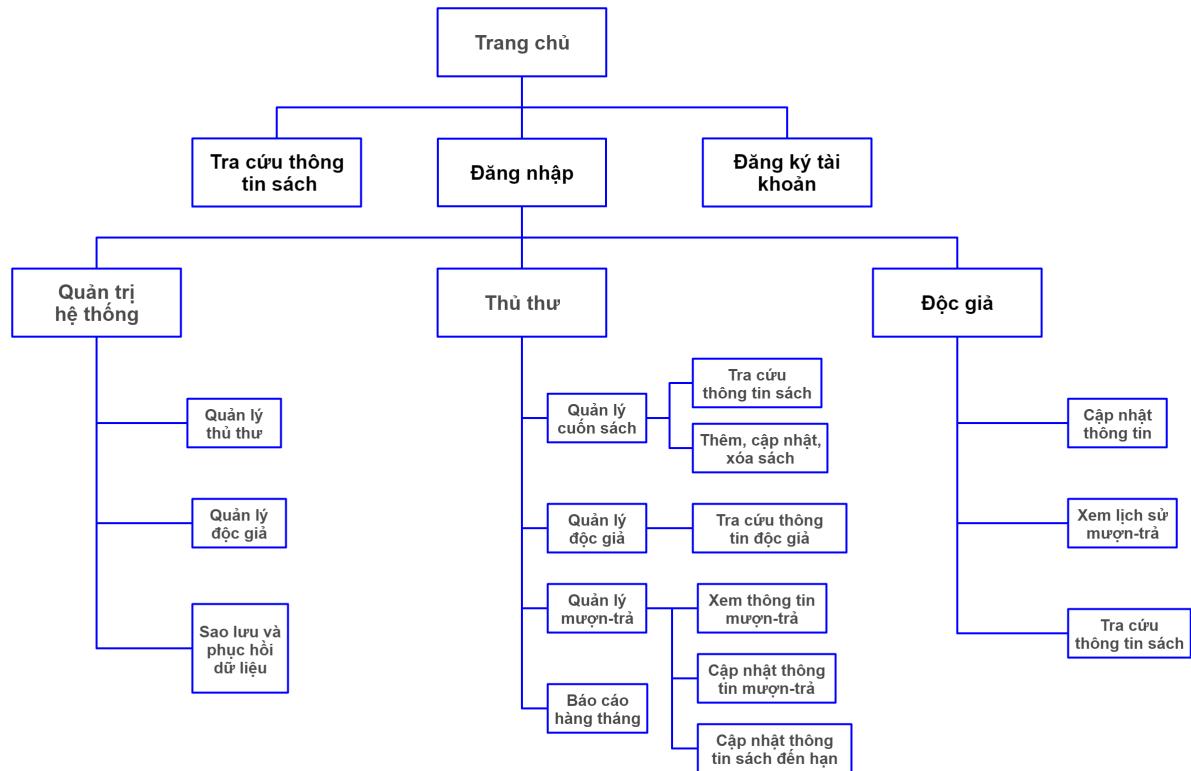 Trang chủ
Tra cứu thông
tin sách
Đăng nhập
Đăng ký tài
khoản
Quản trị
hệ thống
Thủ thư
Độc giả
Quản lý
thủ thư
Quản lý
độc giả
Sao lưu và
phục hồi
dữ liệu
Quản lý
cuốn sách
Tra cứu
thông tin sách
Thêm, cập nhật,
xóa sách
Quản lý
độc giả
Tra cứu thông
tin độc giả
Quản lý
mượn-trả
Xem thông tin
mượn-trả
Cập nhật thông
tin mượn-trả
Cập nhật thông
tin sách đến hạn
Báo cáo
hàng tháng
Cập nhật
thông tin
Xem lịch sử
mượn-trả
Tra cứu
thông tin sách